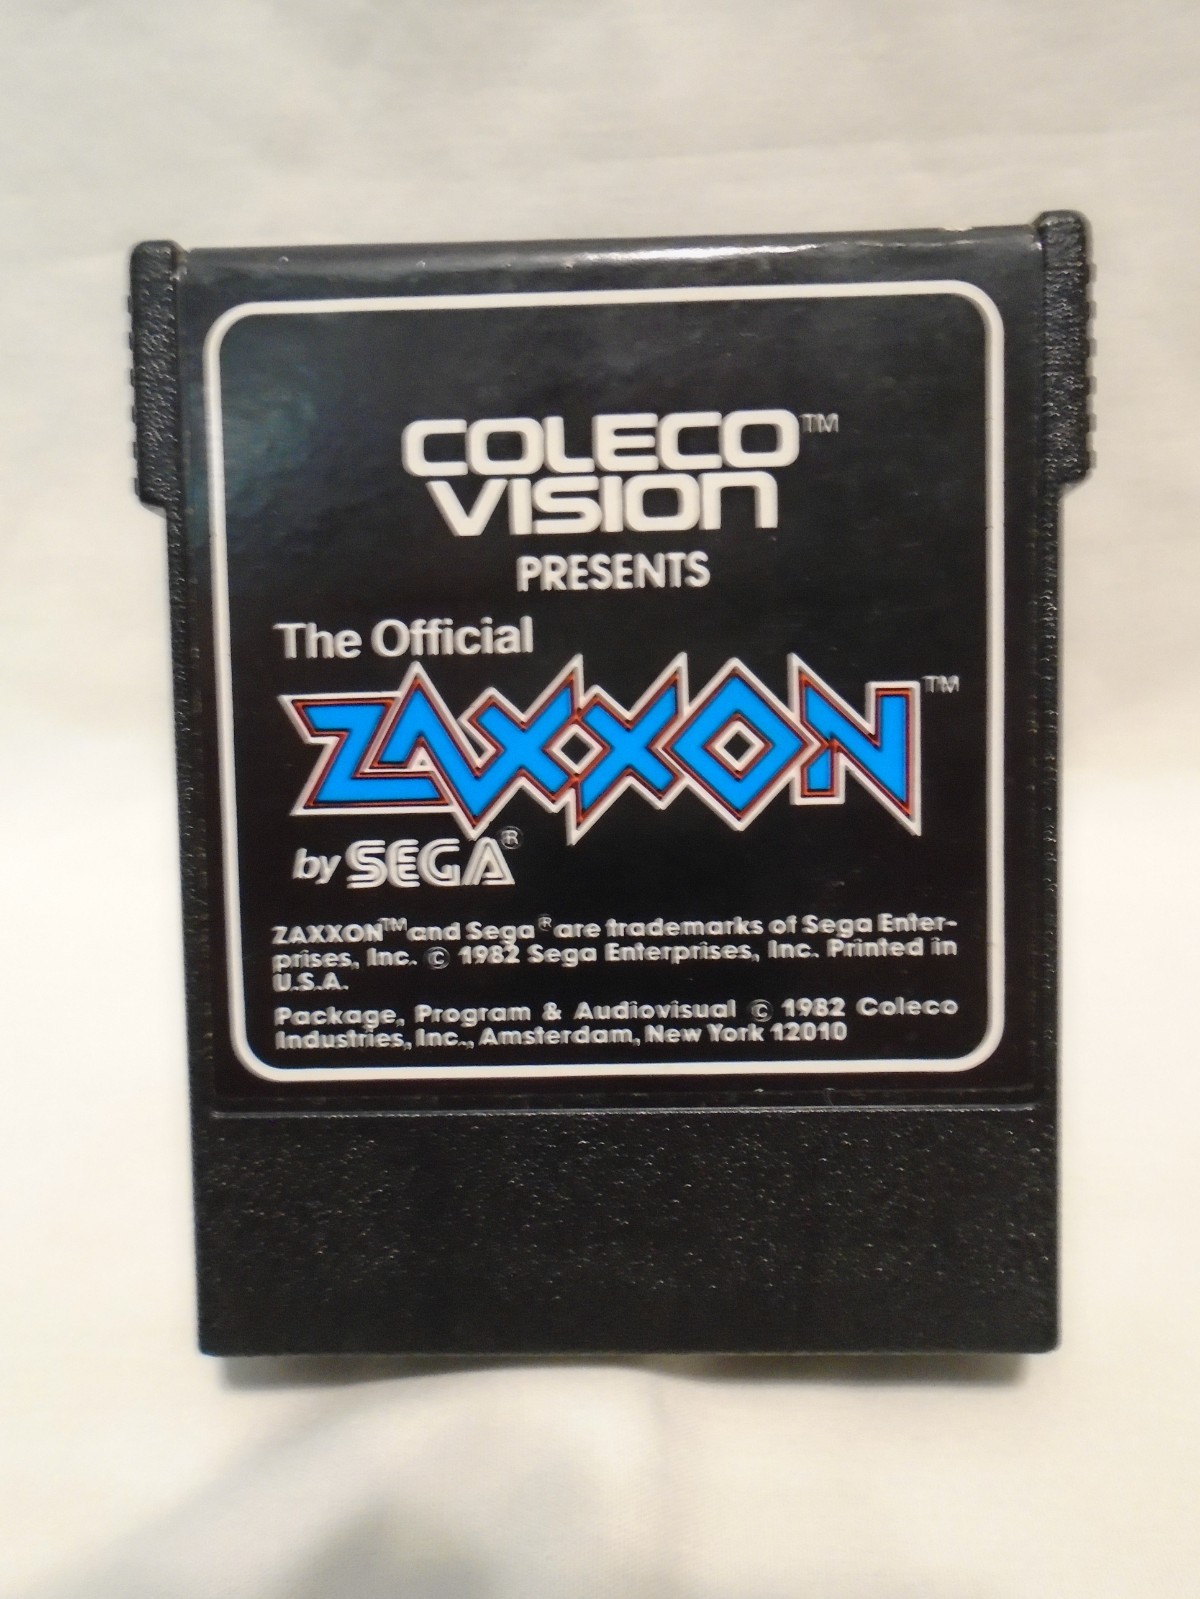 COLECO™
VISION
PRESENTS
The Official
ZAXXON™
by SEGA®
ZAXXON™ and Sega® are trademarks of Sega Enter-
prises, Inc. © 1982 Sega Enterprises, Inc. Printed in
U.S.A.
Package, Program & Audiovisual © 1982 Coleco
Industries, Inc., Amsterdam, New York 12010